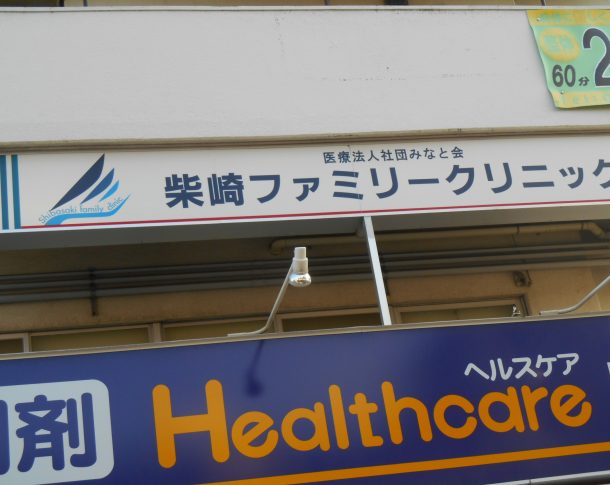 60分
2
医療法人社団みなと会
柴崎ファミリークリニック
Shibasaki family clinic
ヘルスケア
剤 Healthcare